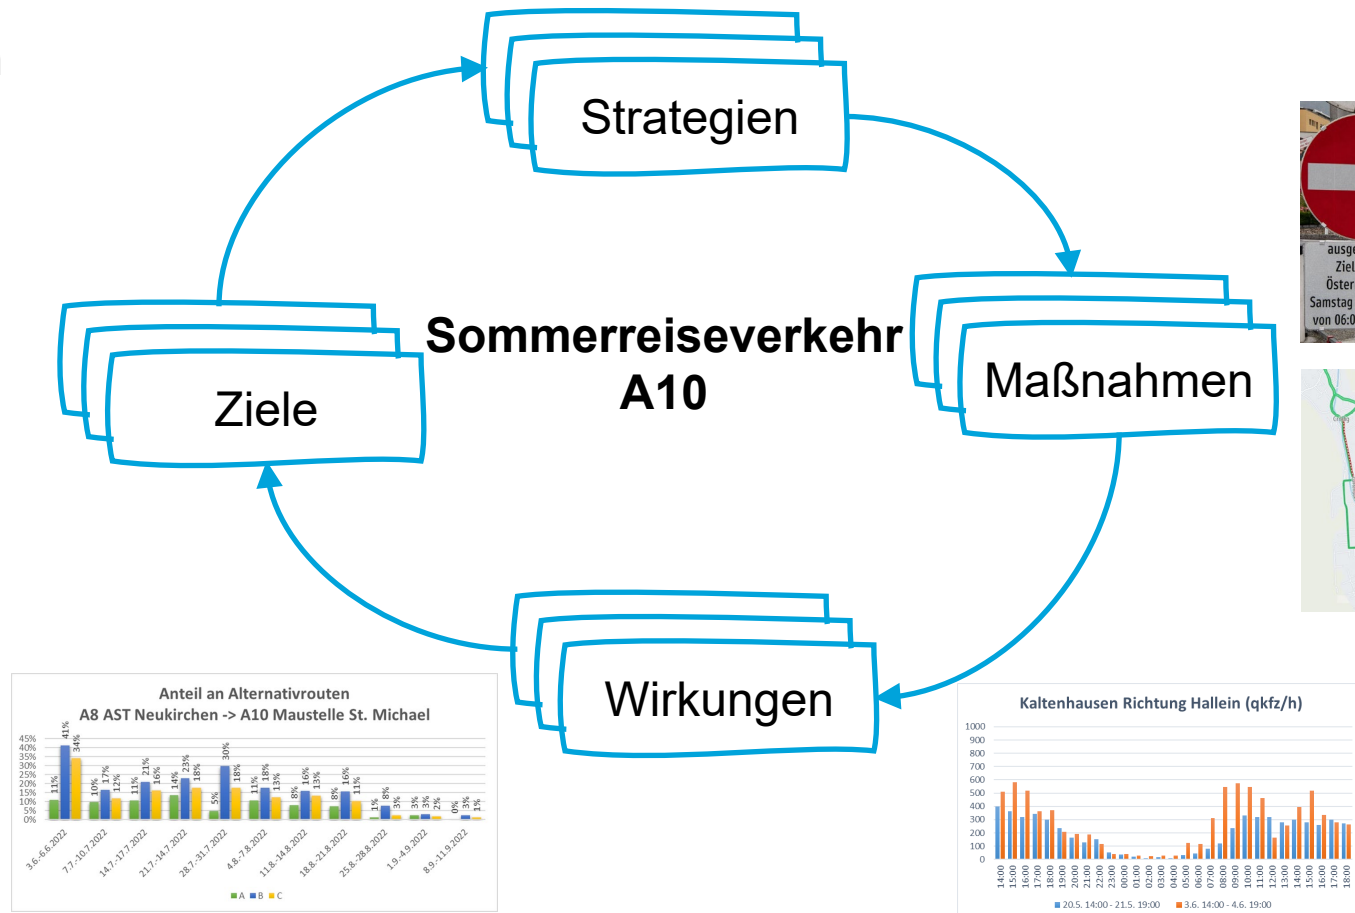 Strategien
Sommerreiseverkehr
A10
Ziele
Maßnahmen
Wirkungen
ausge
Ziel
Öster
Samstag
von 06:0
Anteil an Alternativrouten
A8 AST Neukirchen -> A10 Maustelle St. Michael
45%
40%
35%
30%
25%
20%
15%
10%
5%
0%
11% 41% 34%
10% 17% 12%
11% 21% 16%
14% 23% 18%
5% 30% 18%
11% 18% 13%
8% 16% 13%
8% 16% 11%
1% 8% 3%
3% 3% 2%
0% 3% 1%
3.6.-6.6.2022
7.7.-10.7.2022
14.7.-17.7.2022
21.7.-14.7.2022
28.7.-31.7.2022
4.8.-7.8.2022
11.8.-14.8.2022
18.8.-21.8.2022
25.8.-28.8.2022
1.9.-4.9.2022
8.9.-11.9.2022
A B C
Kaltenhausen Richtung Hallein (qkfz/h)
1000
900
800
700
600
500
400
300
200
100
0
14:00
15:00
16:00
17:00
18:00
19:00
20:00
21:00
22:00
23:00
00:00
01:00
02:00
03:00
04:00
05:00
06:00
07:00
08:00
09:00
10:00
11:00
12:00
13:00
14:00
15:00
16:00
17:00
18:00
20.5. 14:00 - 21.5. 19:00 3.6. 14:00 - 4.6. 19:00